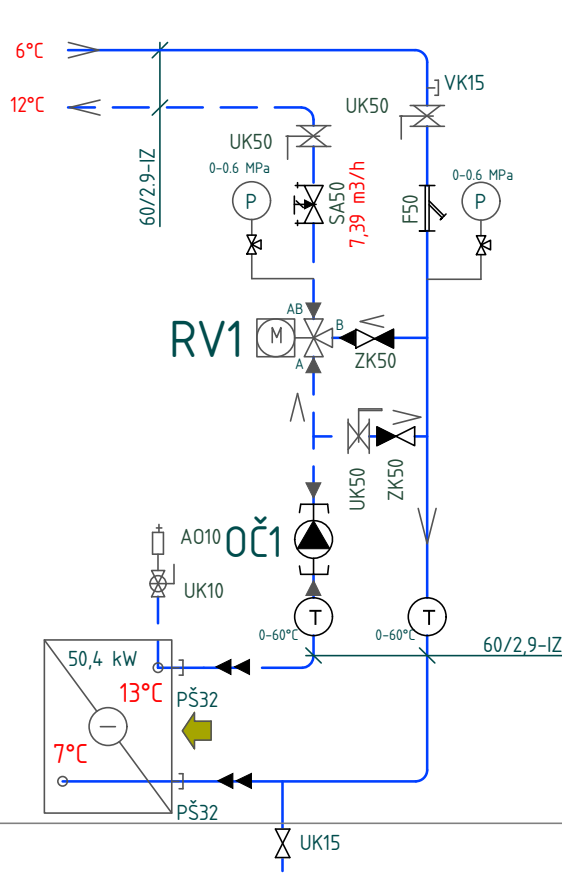 6°C
VK15
12°C
UK50
UK50
0-0.6 MPa
0-0.6 MPa
60/2.9-IZ
P
SA50
7,39 m3/h
F50
P
AB
RV1
M
B
A
ZK50
UK50
ZK50
AO10
OČ1
UK10
T
T
0-60°C
0-60°C
60/2,9-IZ
50,4 kW
13°C
PŠ32
7°C
PŠ32
UK15